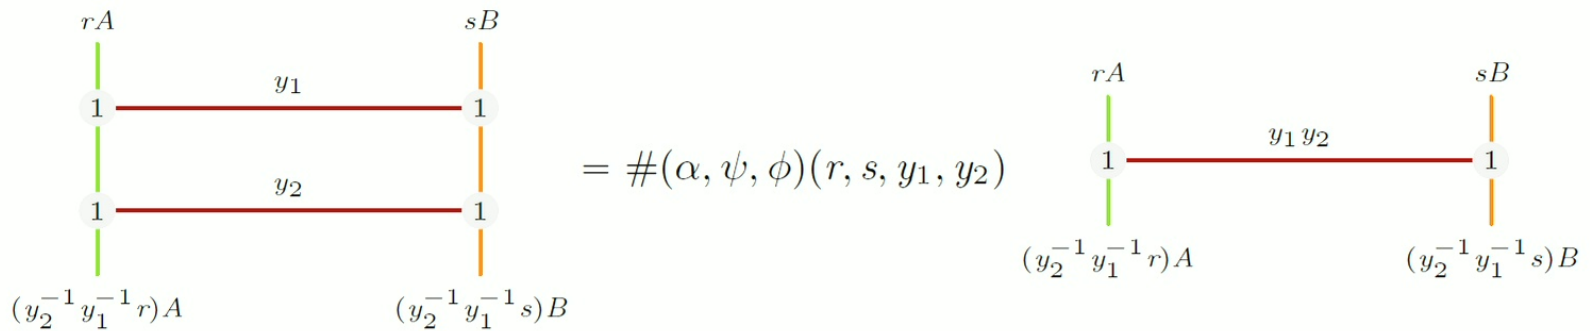 rA sB
y₁
1 1
y₂
1 1
(y₂⁻¹y₁⁻¹r)A (y₂⁻¹y₁⁻¹s)B
= #(α, ψ, ϕ)(r, s, y₁, y₂)
rA sB
y₁y₂
1 1
(y₂⁻¹y₁⁻¹r)A (y₂⁻¹y₁⁻¹s)B